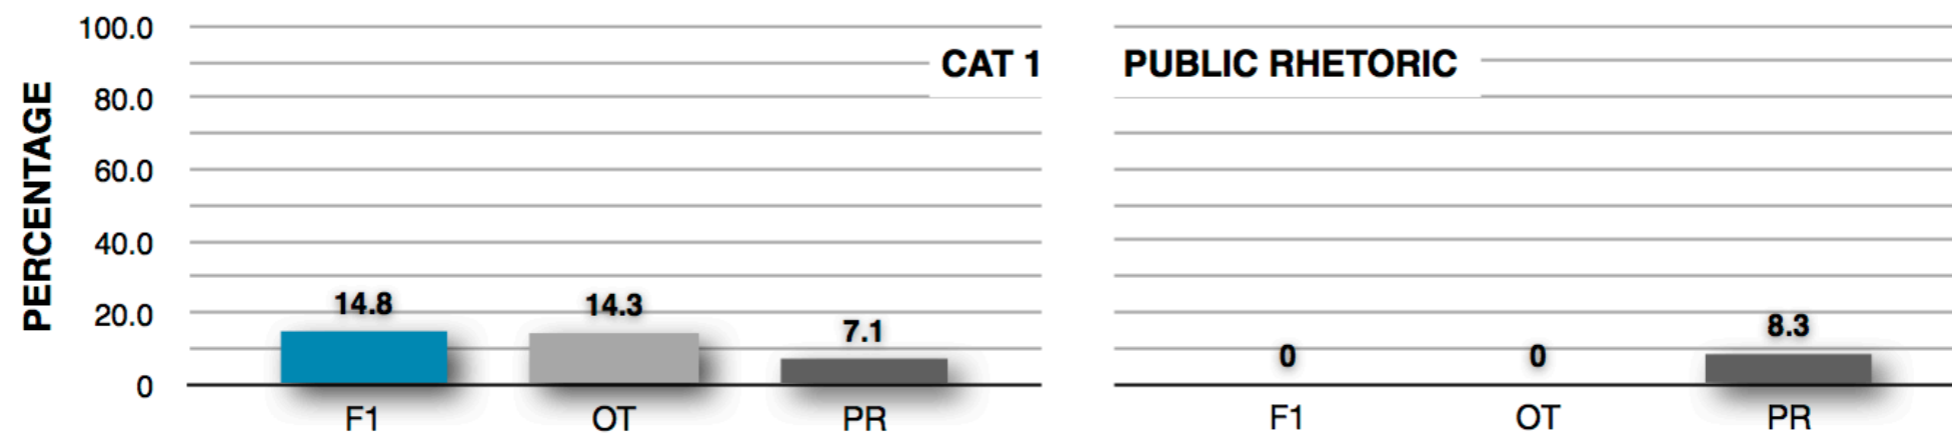 PERCENTAGE
100.0
80.0
60.0
40.0
20.0
0
CAT 1 PUBLIC RHETORIC
14.8 14.3 7.1
0 0 8.3
F1 OT PR
F1 OT PR